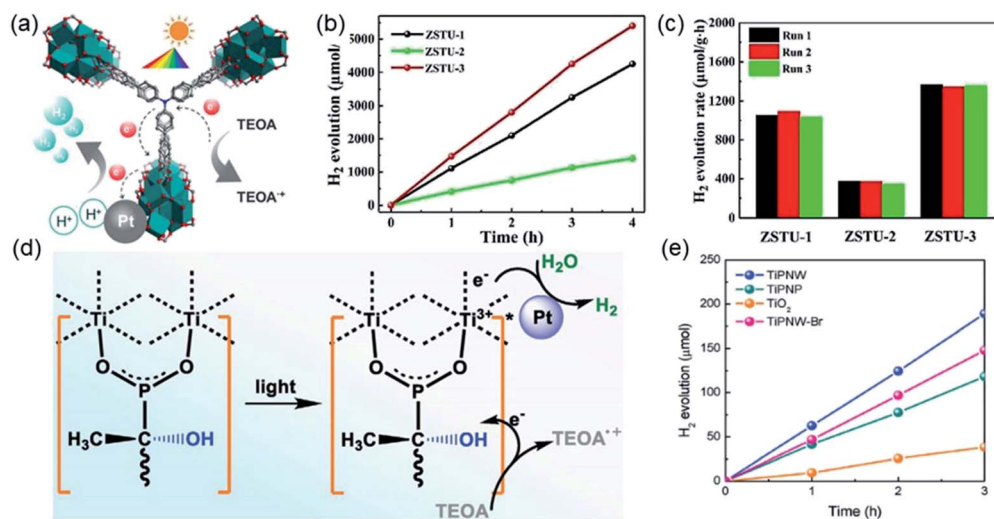 (a)
H₂
H₂
H₂
H₂
e⁻
e⁻
e⁻
TEOA
TEOA·⁺
H⁺
H⁺
Pt
(b)
H₂ evolution (μmol/
5000
4000
3000
2000
1000
0
ZSTU-1
ZSTU-2
ZSTU-3
0 1 2 3 4
Time (h)
(c)
H₂ evolution rate (μmol/g·h)
2000
1600
1200
800
400
0
Run 1
Run 2
Run 3
ZSTU-1 ZSTU-2 ZSTU-3
(d)
Ti Ti
O O
P
H₃C C OH
light
e⁻ H₂O
Ti Ti³⁺ * Pt H₂
O O
P
e⁻
H₃C C OH
TEOA·⁺
TEOA
(e)
H₂ evolution (μmol)
250
200
150
100
50
0
TiPNW
TiPNP
TiO₂
TiPNW-Br
0 1 2 3
Time (h)